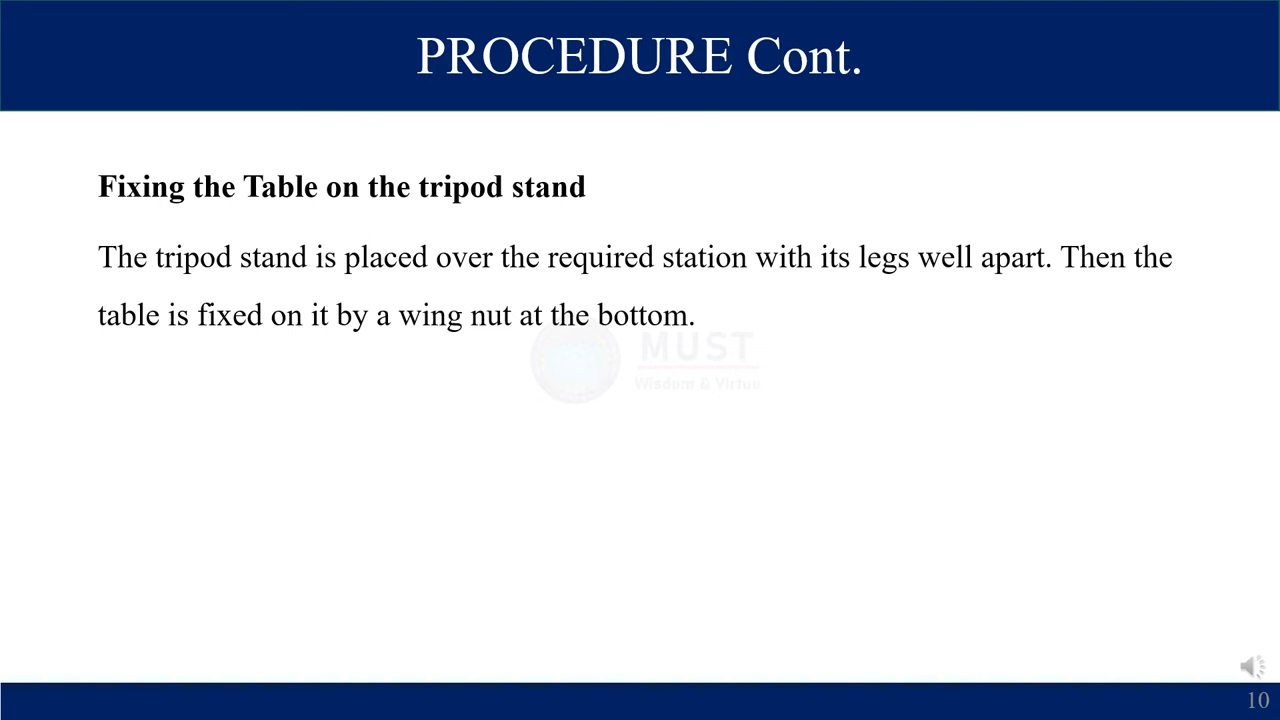 PROCEDURE Cont.
Fixing the Table on the tripod stand
The tripod stand is placed over the required station with its legs well apart. Then the
table is fixed on it by a wing nut at the bottom.
MUST
Wisdom & Virtue
10